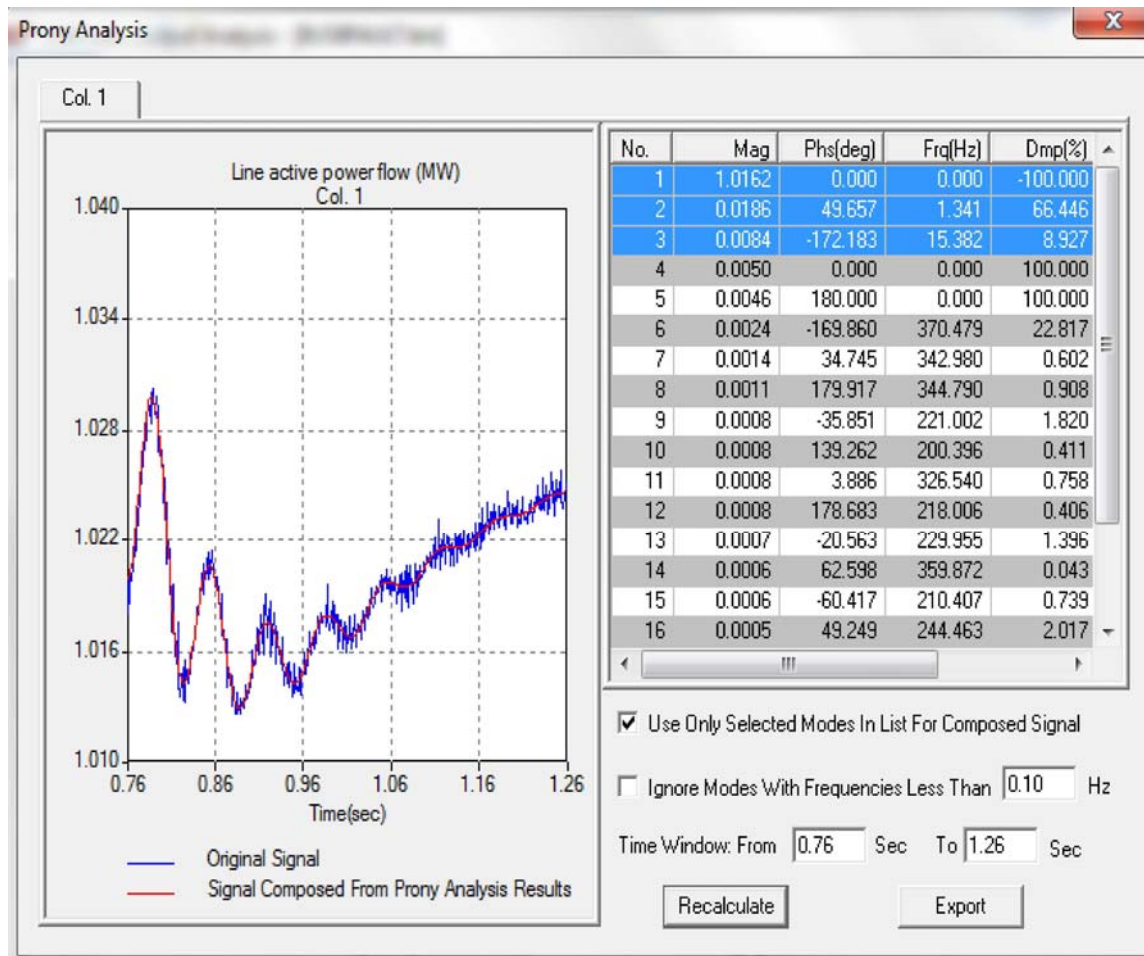 Prony Analysis
Col. 1
Line active power flow (MW)
Col. 1
1.040
1.034
1.028
1.022
1.016
1.010
0.76 0.86 0.96 1.06 1.16 1.26
Time(sec)
Original Signal
Signal Composed From Prony Analysis Results
No. Mag Phs(deg) Frq(Hz) Dmp(%)
1 1.0162 0.000 0.000 -100.000
2 0.0186 49.657 1.341 66.446
3 0.0084 -172.183 15.382 8.927
4 0.0050 0.000 0.000 100.000
5 0.0046 180.000 0.000 100.000
6 0.0024 -169.860 370.479 22.817
7 0.0014 34.745 342.980 0.602
8 0.0011 179.917 344.790 0.908
9 0.0008 -35.851 221.002 1.820
10 0.0008 139.262 200.396 0.411
11 0.0008 3.886 326.540 0.758
12 0.0008 178.683 218.006 0.406
13 0.0007 -20.563 229.955 1.396
14 0.0006 62.598 359.872 0.043
15 0.0006 -60.417 210.407 0.739
16 0.0005 49.249 244.463 2.017
Use Only Selected Modes In List For Composed Signal
Ignore Modes With Frequencies Less Than 0.10 Hz
Time Window: From 0.76 Sec To 1.26 Sec
Recalculate Export